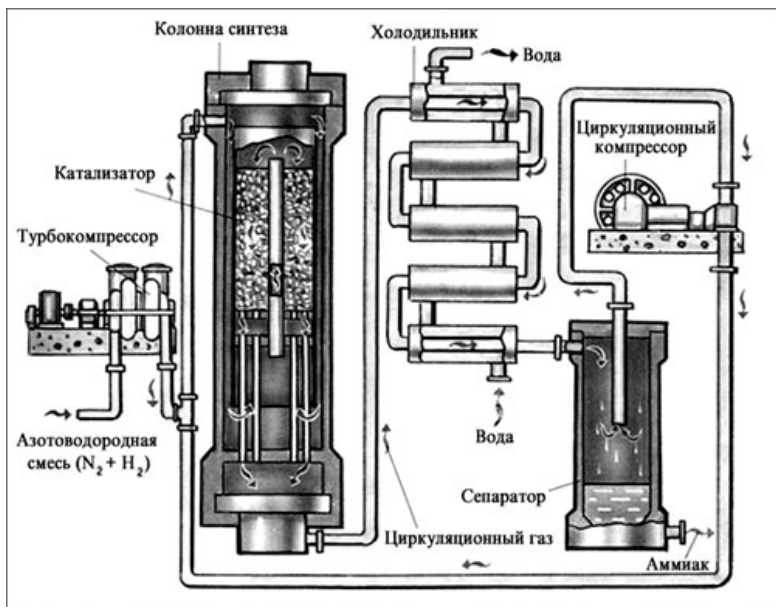 Колонна синтеза
Холодильник
Вода
Циркуляционный
компрессор
Катализатор
Турбокомпрессор
Азотоводородная
смесь (N₂ + H₂)
Вода
Сепаратор
Циркуляционный газ
Аммиак